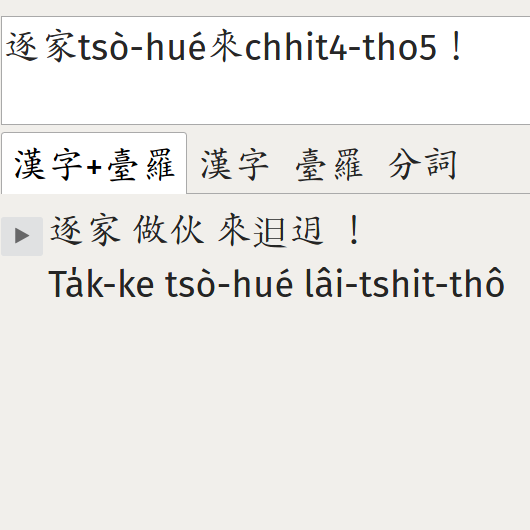 逐家tsò-hué來chhit4-tho5！
漢字+臺羅 漢字 臺羅 分詞
逐家 做伙 來𨑨迌 ！
Ta̍k-ke tsò-hué lâi-tshit-thô